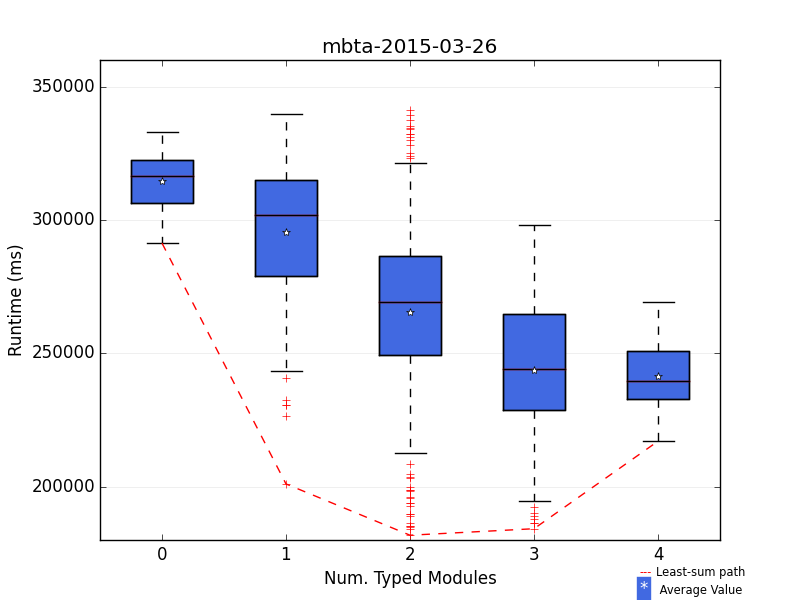 mbta-2015-03-26
350000
300000
250000
200000
Runtime (ms)
0 1 2 3 4
Num. Typed Modules
Least-sum path
Average Value